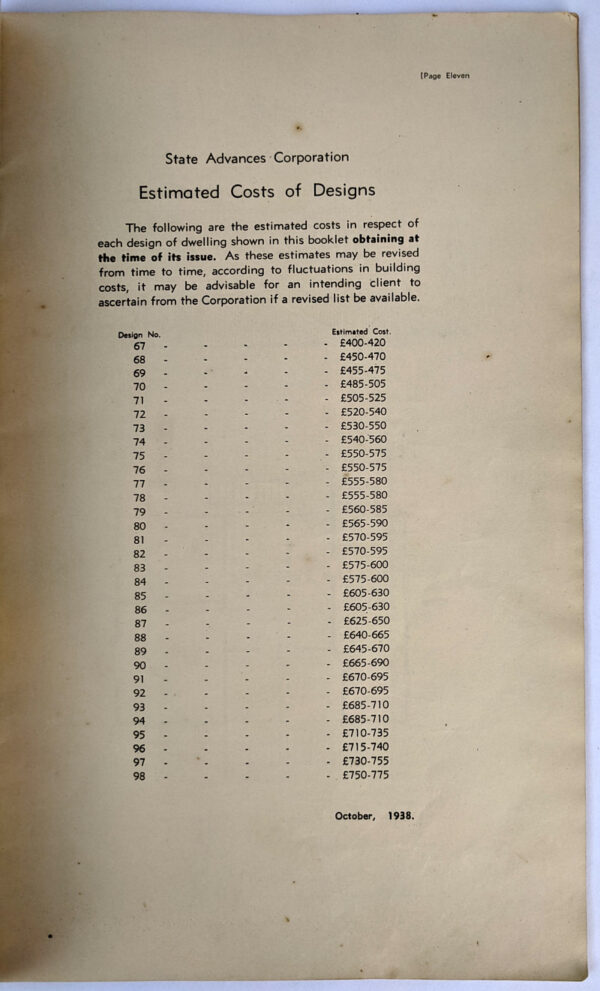 [Page Eleven
State Advances Corporation
Estimated Costs of Designs
The following are the estimated costs in respect of
each design of dwelling shown in this booklet obtaining at
the time of its issue. As these estimates may be revised
from time to time, according to fluctuations in building
costs, it may be advisable for an intending client to
ascertain from the Corporation if a revised list be available.
Design No. Estimated Cost.
67 - - - - - £400-420
68 - - - - - £450-470
69 - - - - - £455-475
70 - - - - - £485-505
71 - - - - - £505-525
72 - - - - - £520-540
73 - - - - - £530-550
74 - - - - - £540-560
75 - - - - - £550-575
76 - - - - - £550-575
77 - - - - - £555-580
78 - - - - - £555-580
79 - - - - - £560-585
80 - - - - - £565-590
81 - - - - - £570-595
82 - - - - - £570-595
83 - - - - - £575-600
84 - - - - - £575-600
85 - - - - - £605-630
86 - - - - - £605-630
87 - - - - - £625-650
88 - - - - - £640-665
89 - - - - - £645-670
90 - - - - - £665-690
91 - - - - - £670-695
92 - - - - - £670-695
93 - - - - - £685-710
94 - - - - - £685-710
95 - - - - - £710-735
96 - - - - - £715-740
97 - - - - - £730-755
98 - - - - - £750-775
October, 1938.